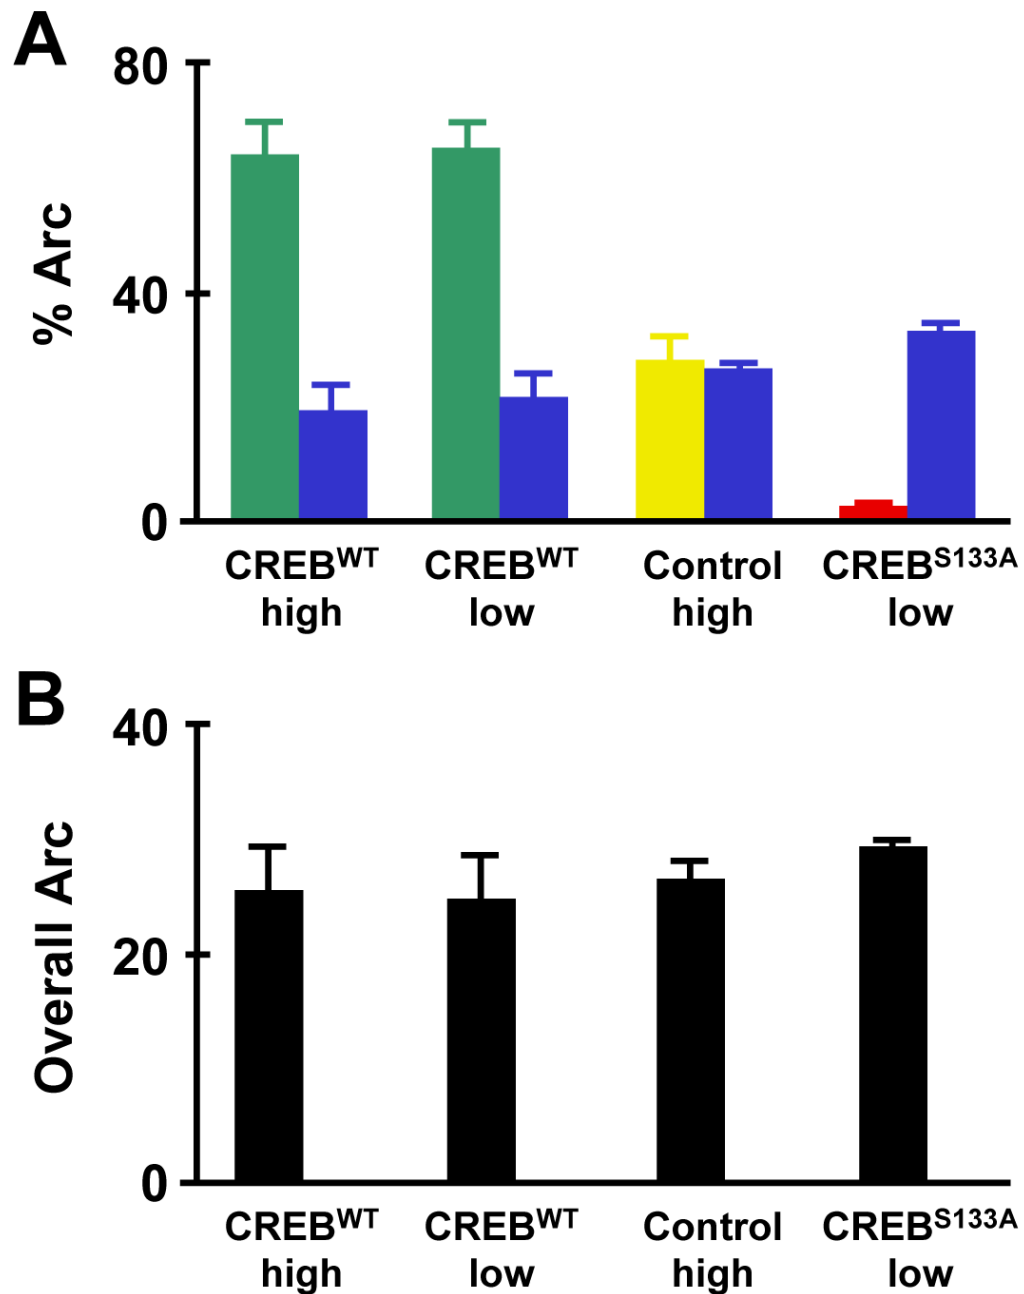 A
80
40
0
% Arc
CREBWT CREBWT Control CREBS133A
high low high low
B
40
20
0
Overall Arc
CREBWT CREBWT Control CREBS133A
high low high low